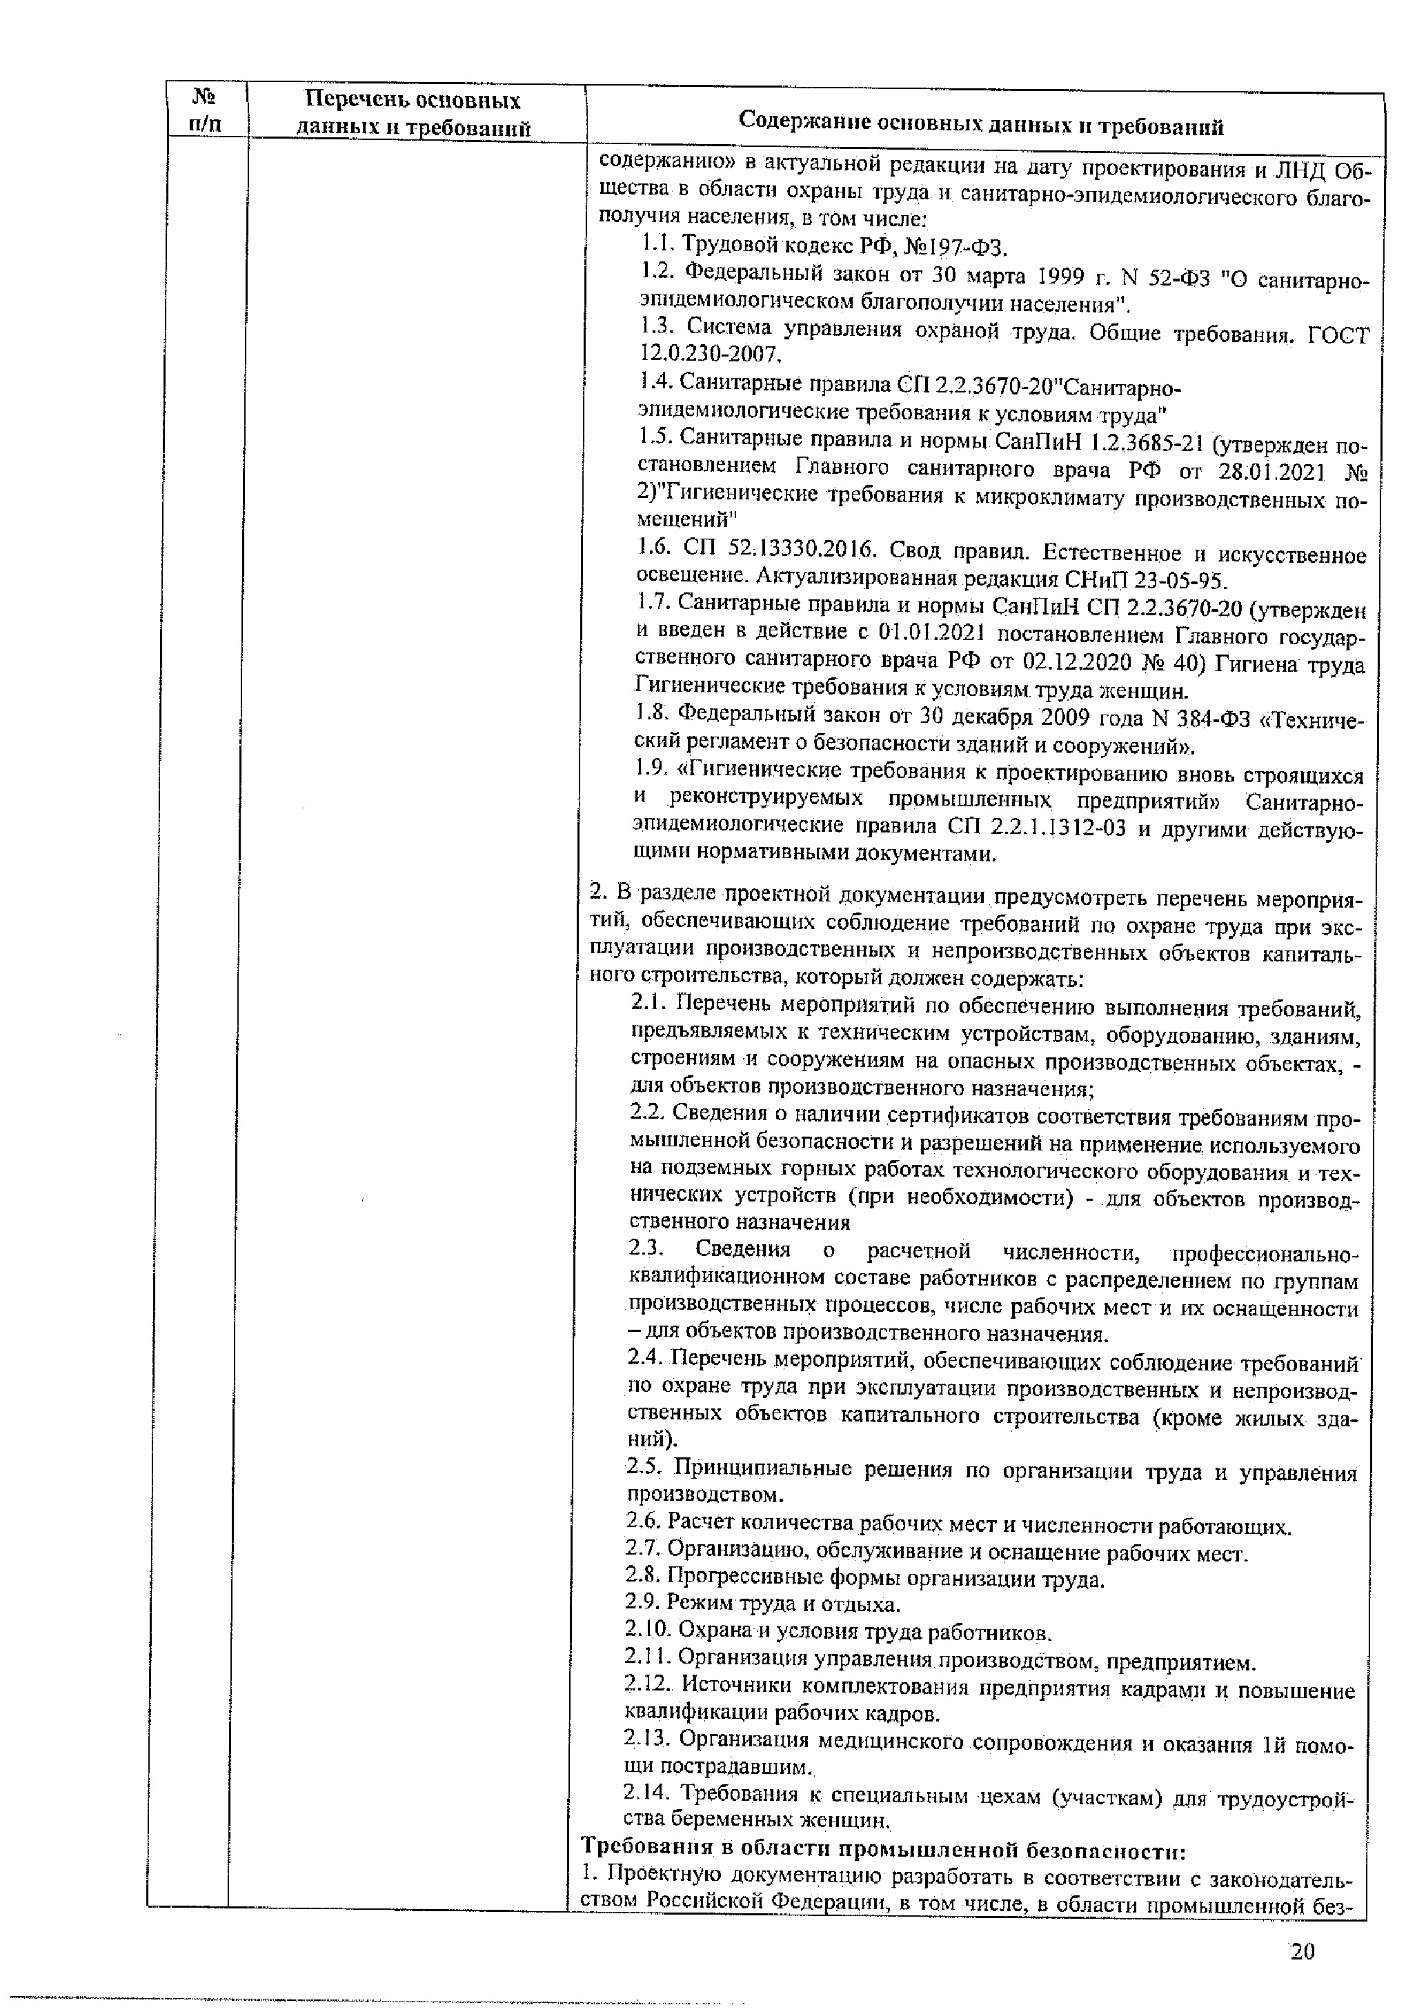 №
п/п
Перечень основных
данных и требований
Содержание основных данных и требований
содержанию» в актуальной редакции на дату проектирования и ЛНД Об-
щества в области охраны труда и санитарно-эпидемиологического благо-
получия населения, в том числе:
1.1. Трудовой кодекс РФ, №197-ФЗ.
1.2. Федеральный закон от 30 марта 1999 г. N 52-ФЗ "О санитарно-
эпидемиологическом благополучии населения".
1.3. Система управления охраной труда. Общие требования. ГОСТ
12.0.230-2007.
1.4. Санитарные правила СП 2.2.3670-20"Санитарно-
эпидемиологические требования к условиям труда"
1.5. Санитарные правила и нормы СанПиН 1.2.3685-21 (утвержден по-
становлением Главного санитарного врача РФ от 28.01.2021 №
2)"Гигиенические требования к микроклимату производственных по-
мещений"
1.6. СП 52.13330.2016. Свод правил. Естественное и искусственное
освещение. Актуализированная редакция СНиП 23-05-95.
1.7. Санитарные правила и нормы СанПиН СП 2.2.3670-20 (утвержден
и введен в действие с 01.01.2021 постановлением Главного государ-
ственного санитарного врача РФ от 02.12.2020 № 40) Гигиена труда
Гигиенические требования к условиям труда женщин.
1.8. Федеральный закон от 30 декабря 2009 года N 384-ФЗ «Техниче-
ский регламент о безопасности зданий и сооружений».
1.9. «Гигиенические требования к проектированию вновь строящихся
и реконструируемых промышленных предприятий» Санитарно-
эпидемиологические правила СП 2.2.1.1312-03 и другими действую-
щими нормативными документами.
2. В разделе проектной документации предусмотреть перечень мероприя-
тий, обеспечивающих соблюдение требований по охране труда при экс-
плуатации производственных и непроизводственных объектов капиталь-
ного строительства, который должен содержать:
2.1. Перечень мероприятий по обеспечению выполнения требований,
предъявляемых к техническим устройствам, оборудованию, зданиям,
строениям и сооружениям на опасных производственных объектах, -
для объектов производственного назначения;
2.2. Сведения о наличии сертификатов соответствия требованиям про-
мышленной безопасности и разрешений на применение используемого
на подземных горных работах технологического оборудования и тех-
нических устройств (при необходимости) - для объектов производ-
ственного назначения
2.3. Сведения о расчетной численности, профессионально-
квалификационном составе работников с распределением по группам
производственных процессов, числе рабочих мест и их оснащенности
– для объектов производственного назначения.
2.4. Перечень мероприятий, обеспечивающих соблюдение требований
по охране труда при эксплуатации производственных и непроизвод-
ственных объектов капитального строительства (кроме жилых зда-
ний).
2.5. Принципиальные решения по организации труда и управления
производством.
2.6. Расчет количества рабочих мест и численности работающих.
2.7. Организацию, обслуживание и оснащение рабочих мест.
2.8. Прогрессивные формы организации труда.
2.9. Режим труда и отдыха.
2.10. Охрана и условия труда работников.
2.11. Организация управления производством, предприятием.
2.12. Источники комплектования предприятия кадрами и повышение
квалификации рабочих кадров.
2.13. Организация медицинского сопровождения и оказания 1й помо-
щи пострадавшим.
2.14. Требования к специальным цехам (участкам) для трудоустрой-
ства беременных женщин.
Требования в области промышленной безопасности:
1. Проектную документацию разработать в соответствии с законодатель-
ством Российской Федерации, в том числе, в области промышленной без-
20